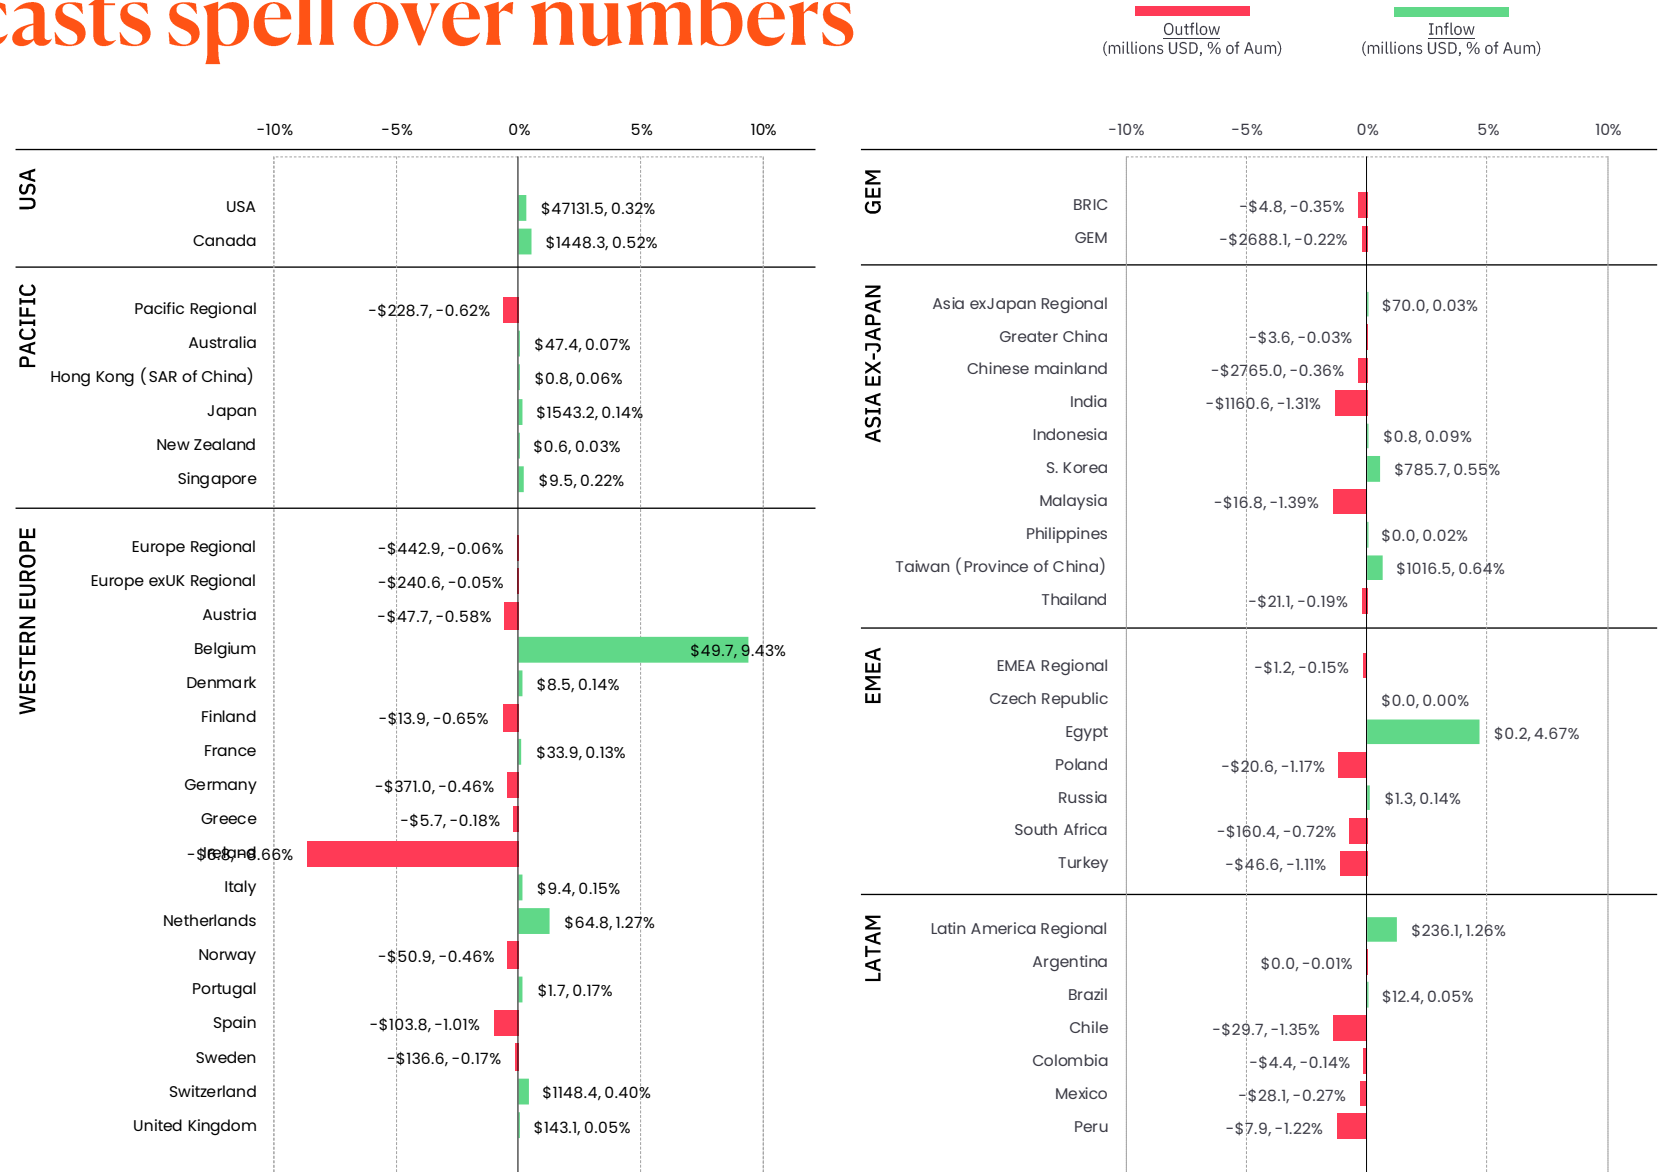 casts spell over numbers
Outflow
(millions USD, % of Aum)
Inflow
(millions USD, % of Aum)
-10% -5% 0% 5% 10%
USA
USA $47131.5, 0.32%
Canada $1448.3, 0.52%
PACIFIC
Pacific Regional -$228.7, -0.62%
Australia $47.4, 0.07%
Hong Kong (SAR of China) $0.8, 0.06%
Japan $1543.2, 0.14%
New Zealand $0.6, 0.03%
Singapore $9.5, 0.22%
WESTERN EUROPE
Europe Regional -$442.9, -0.06%
Europe exUK Regional -$240.6, -0.05%
Austria -$47.7, -0.58%
Belgium $49.7, 9.43%
Denmark $8.5, 0.14%
Finland -$13.9, -0.65%
France $33.9, 0.13%
Germany -$371.0, -0.46%
Greece -$5.7, -0.18%
Ireland
Italy $9.4, 0.15%
Netherlands $64.8, 1.27%
Norway -$50.9, -0.46%
Portugal $1.7, 0.17%
Spain -$103.8, -1.01%
Sweden -$136.6, -0.17%
Switzerland $1148.4, 0.40%
United Kingdom $143.1, 0.05%
-10% -5% 0% 5% 10%
GEM
BRIC -$4.8, -0.35%
GEM -$2688.1, -0.22%
ASIA EX-JAPAN
Asia exJapan Regional $70.0, 0.03%
Greater China -$3.6, -0.03%
Chinese mainland -$2765.0, -0.36%
India -$1160.6, -1.31%
Indonesia $0.8, 0.09%
S. Korea $785.7, 0.55%
Malaysia -$16.8, -1.39%
Philippines $0.0, 0.02%
Taiwan (Province of China) $1016.5, 0.64%
Thailand -$21.1, -0.19%
EMEA
EMEA Regional -$1.2, -0.15%
Czech Republic $0.0, 0.00%
Egypt $0.2, 4.67%
Poland -$20.6, -1.17%
Russia $1.3, 0.14%
South Africa -$160.4, -0.72%
Turkey -$46.6, -1.11%
LATAM
Latin America Regional $236.1, 1.26%
Argentina $0.0, -0.01%
Brazil $12.4, 0.05%
Chile -$29.7, -1.35%
Colombia -$4.4, -0.14%
Mexico -$28.1, -0.27%
Peru -$7.9, -1.22%